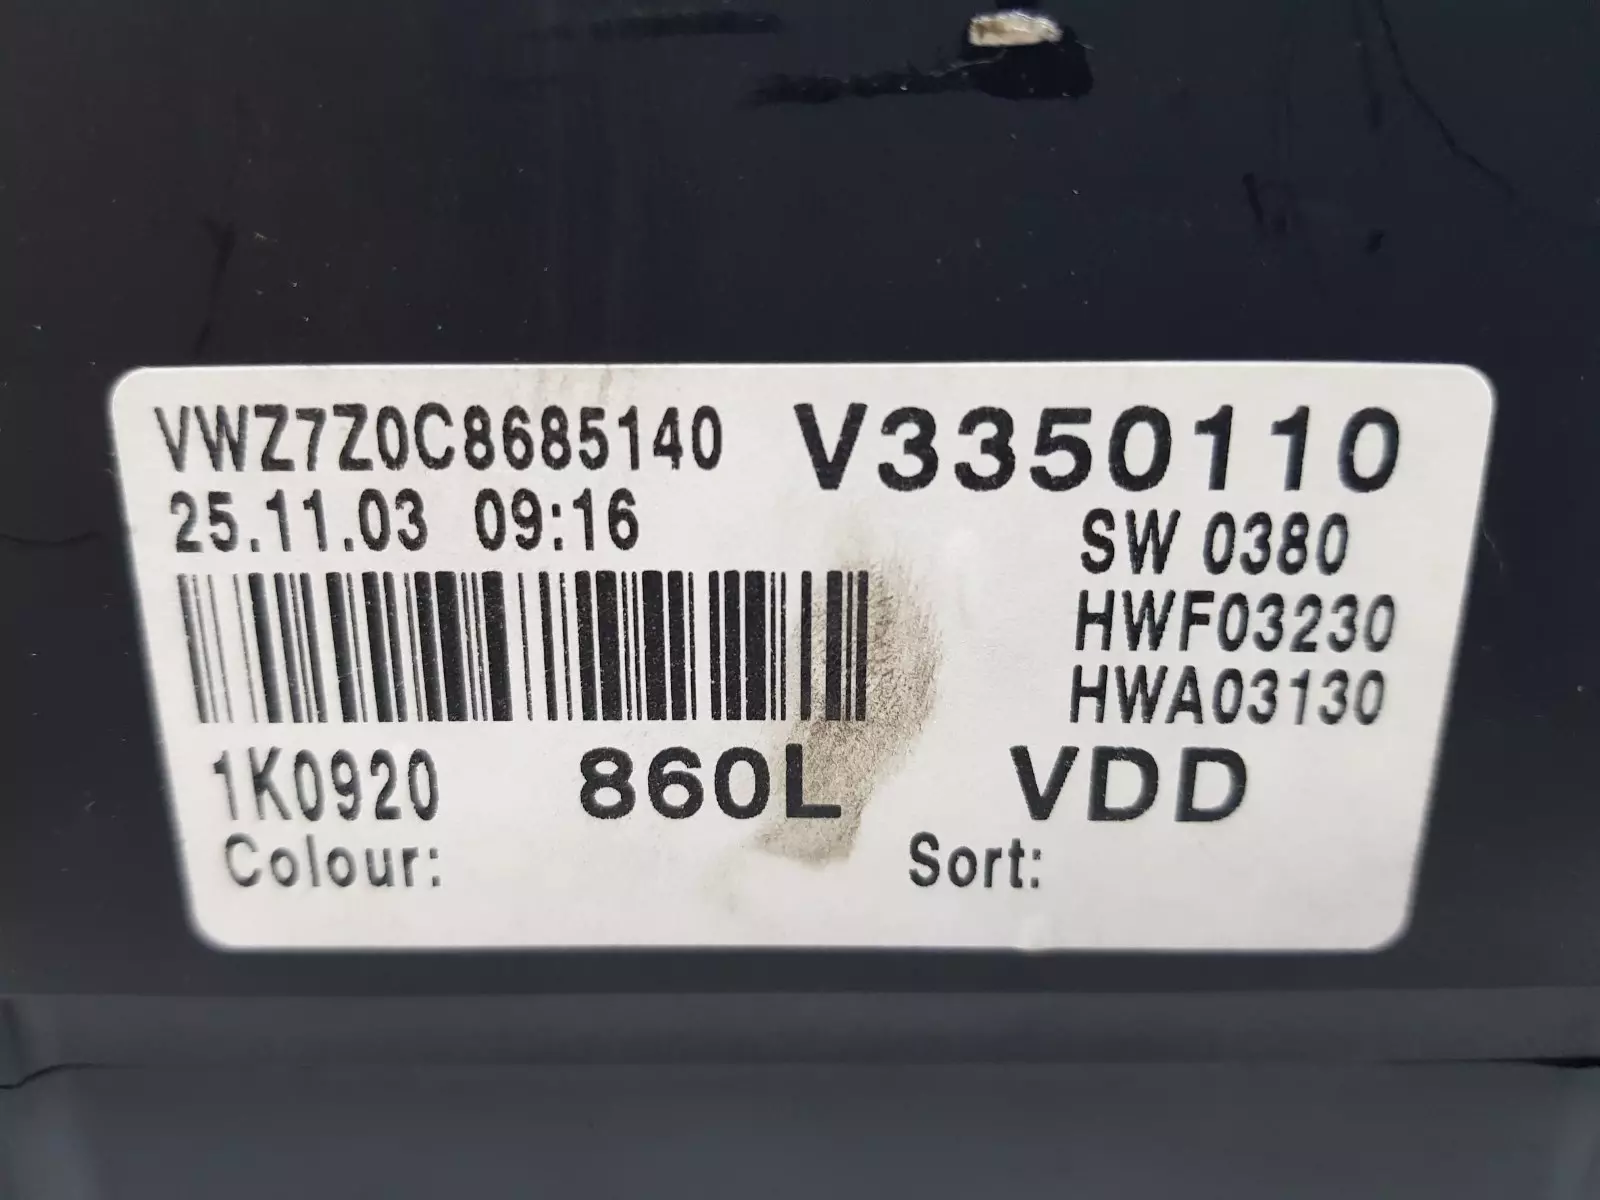 VWZ7Z0C8685140 V3350110
25.11.03 09:16 SW 0380
HWF03230
HWA03130
1K0920 860L VDD
Colour: Sort: